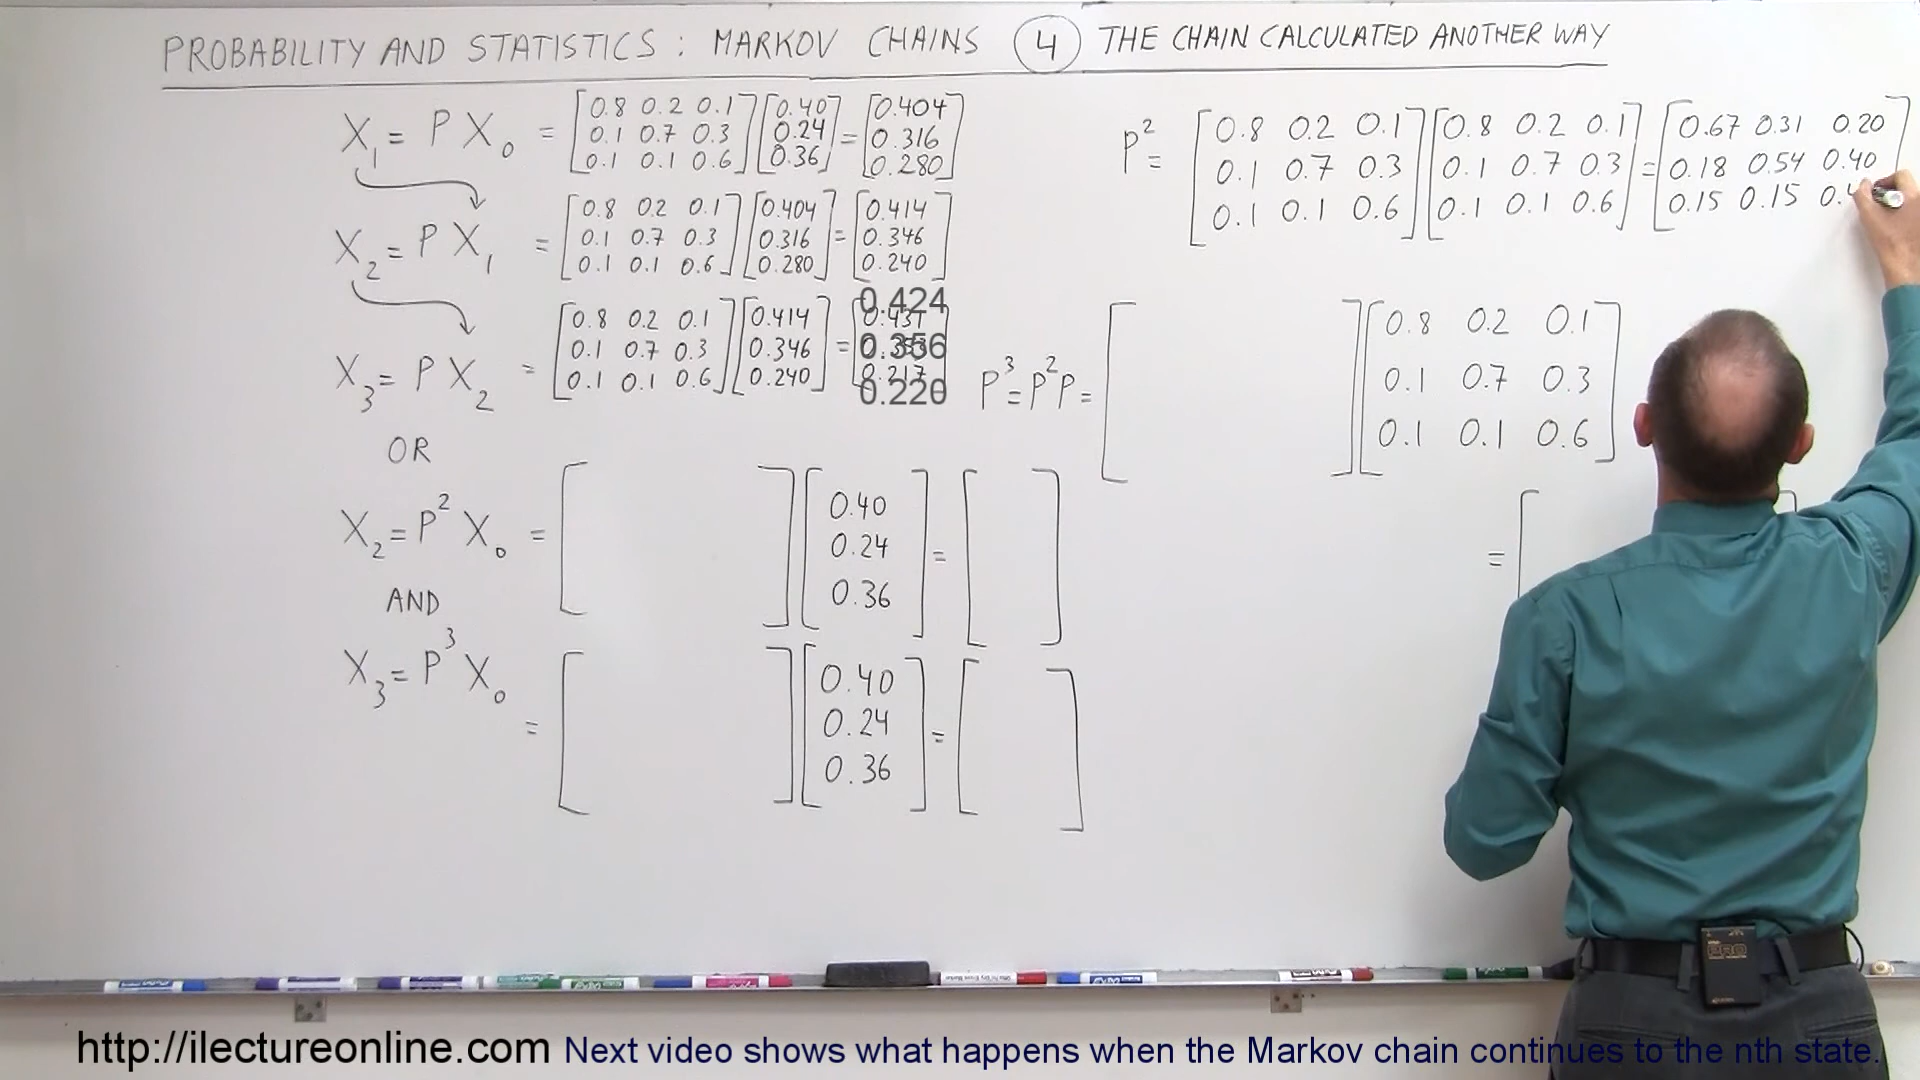 PROBABILITY AND STATISTICS : MARKOV CHAINS 4 THE CHAIN CALCULATED ANOTHER WAY
X₁ = P X₀ = [0.8 0.2 0.1] [0.40] = [0.404]
[0.1 0.7 0.3] [0.24] [0.316]
[0.1 0.1 0.6] [0.36] [0.280]
X₂ = P X₁ = [0.8 0.2 0.1] [0.404] = [0.414]
[0.1 0.7 0.3] [0.316] [0.346]
[0.1 0.1 0.6] [0.280] [0.240]
X₃ = P X₂ = [0.8 0.2 0.1] [0.414] = [0.424]
[0.1 0.7 0.3] [0.346] [0.356]
[0.1 0.1 0.6] [0.240] [0.220]
OR
X₂ = P² X₀ = [ ] [0.40] = [ ]
[0.24]
[0.36]
AND
X₃ = P³ X₀ = [ ] [0.40] = [ ]
[0.24]
[0.36]
P² = [0.8 0.2 0.1] [0.8 0.2 0.1] = [0.67 0.31 0.20]
[0.1 0.7 0.3] [0.1 0.7 0.3] [0.18 0.54 0.40]
[0.1 0.1 0.6] [0.1 0.1 0.6] [0.15 0.15 0.4
P³ = P²P = [ ] [0.8 0.2 0.1]
[0.1 0.7 0.3]
[0.1 0.1 0.6]
= [
http://ilectureonline.com Next video shows what happens when the Markov chain continues to the nth state.